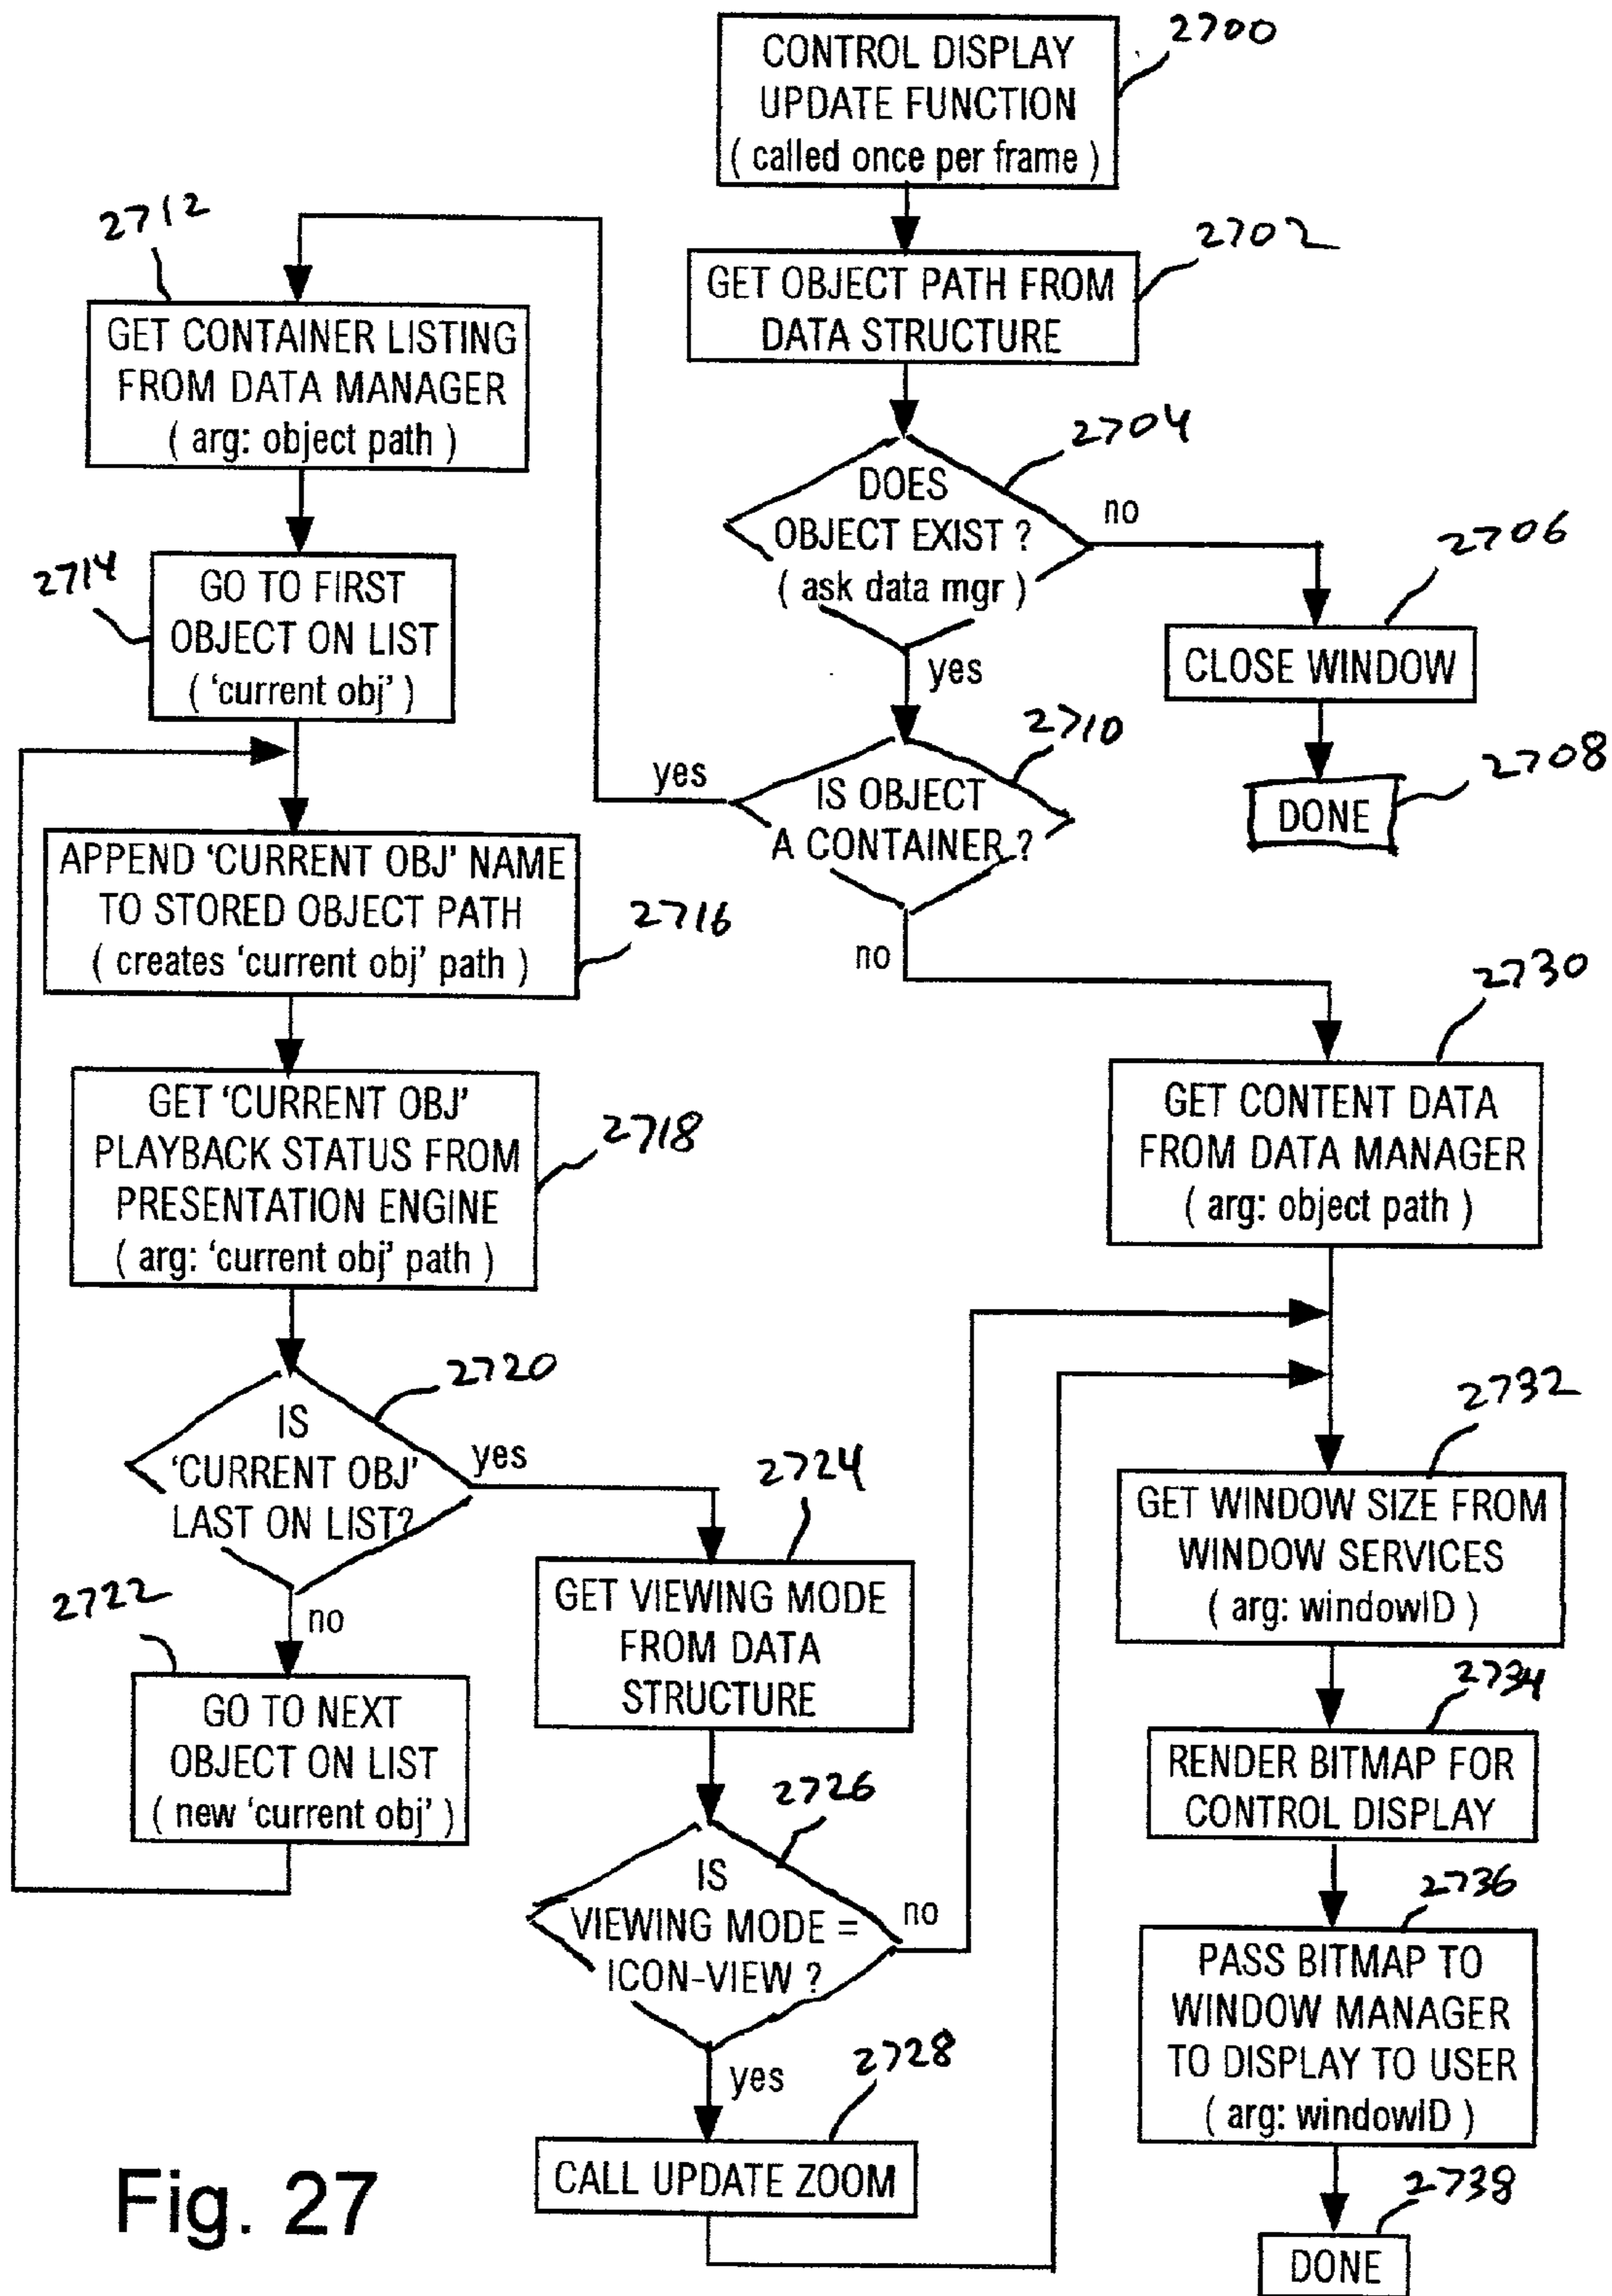 2700
CONTROL DISPLAY
UPDATE FUNCTION
( called once per frame )
2702
GET OBJECT PATH FROM
DATA STRUCTURE
2704
DOES
OBJECT EXIST ?
( ask data mgr )
no
yes
2706
CLOSE WINDOW
2708
DONE
2710
IS OBJECT
A CONTAINER ?
yes
no
2712
GET CONTAINER LISTING
FROM DATA MANAGER
( arg: object path )
2714
GO TO FIRST
OBJECT ON LIST
( 'current obj' )
APPEND 'CURRENT OBJ' NAME
TO STORED OBJECT PATH
( creates 'current obj' path )
2716
GET 'CURRENT OBJ'
PLAYBACK STATUS FROM
PRESENTATION ENGINE
( arg: 'current obj' path )
2718
2720
IS
'CURRENT OBJ'
LAST ON LIST?
yes
no
2722
GO TO NEXT
OBJECT ON LIST
( new 'current obj' )
2724
GET VIEWING MODE
FROM DATA
STRUCTURE
2726
IS
VIEWING MODE =
ICON-VIEW ?
no
yes
2728
CALL UPDATE ZOOM
2730
GET CONTENT DATA
FROM DATA MANAGER
( arg: object path )
2732
GET WINDOW SIZE FROM
WINDOW SERVICES
( arg: windowID )
2734
RENDER BITMAP FOR
CONTROL DISPLAY
2736
PASS BITMAP TO
WINDOW MANAGER
TO DISPLAY TO USER
( arg: windowID )
2738
DONE
Fig. 27